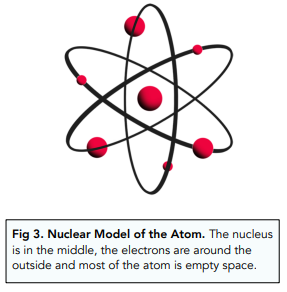 Fig 3. Nuclear Model of the Atom. The nucleus
is in the middle, the electrons are around the
outside and most of the atom is empty space.